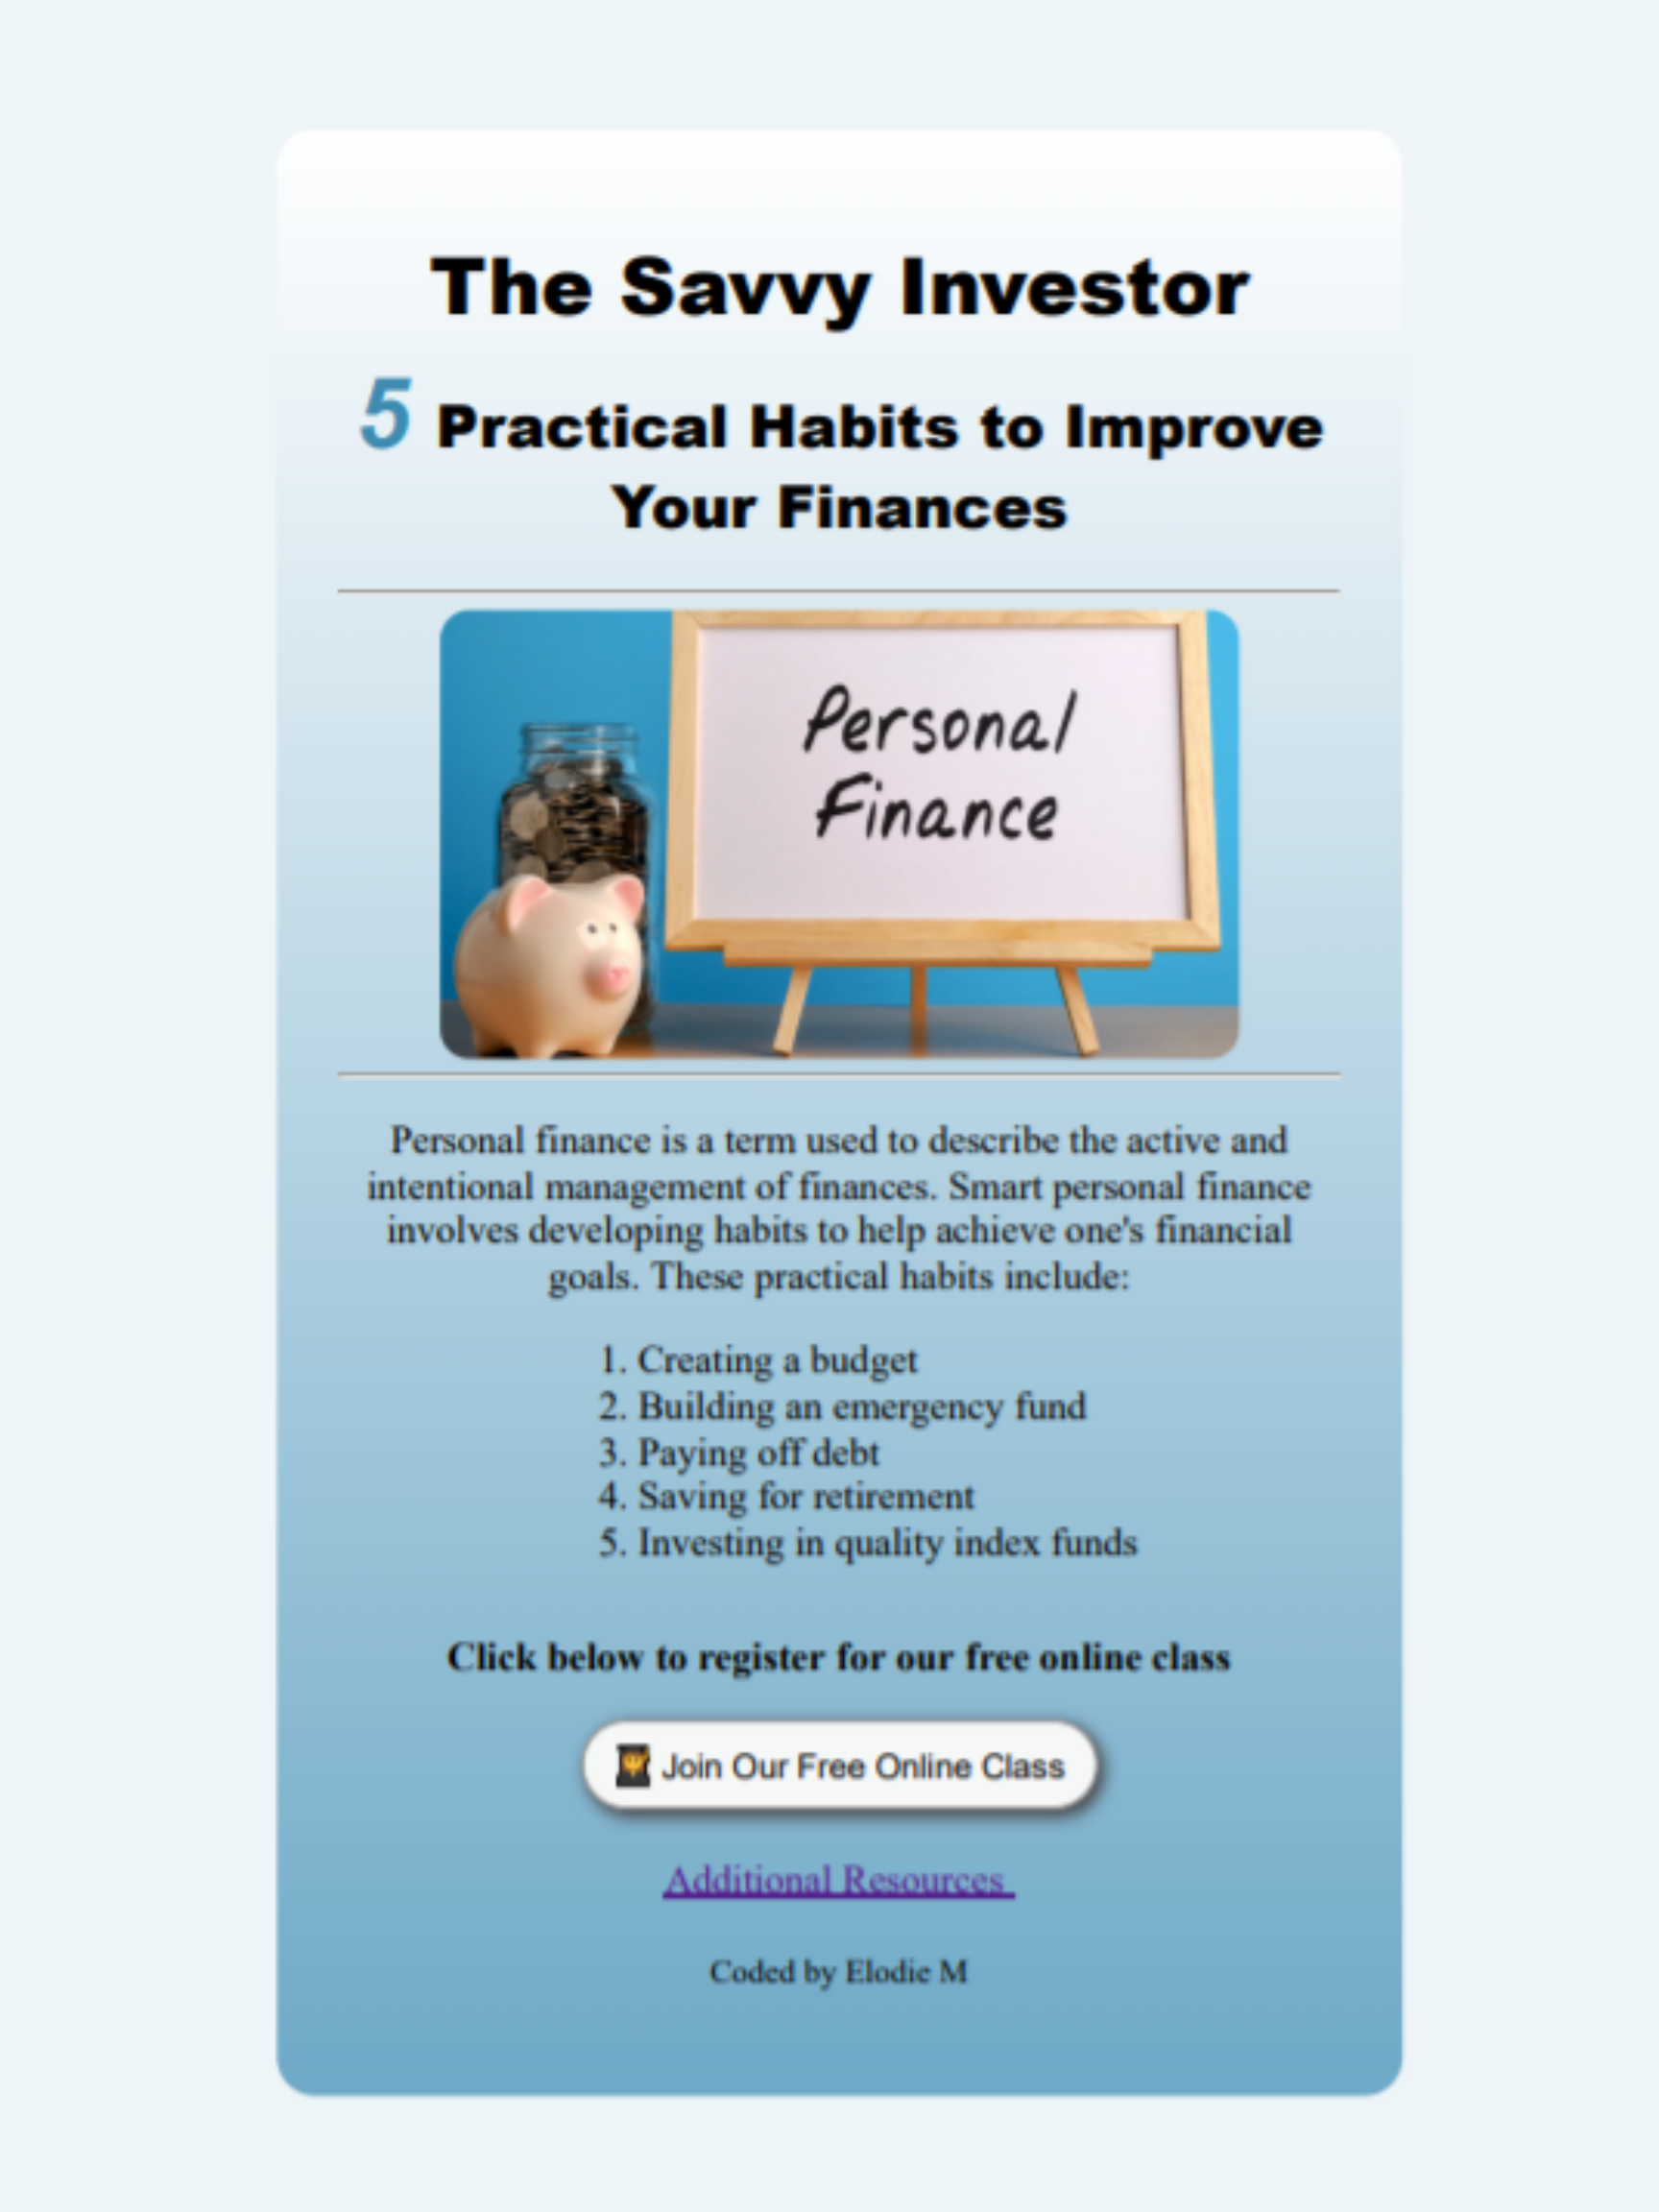 The Savvy Investor
5 Practical Habits to Improve
Your Finances
Personal
Finance
Personal finance is a term used to describe the active and
intentional management of finances. Smart personal finance
involves developing habits to help achieve one's financial
goals. These practical habits include:
1. Creating a budget
2. Building an emergency fund
3. Paying off debt
4. Saving for retirement
5. Investing in quality index funds
Click below to register for our free online class
Join Our Free Online Class
Additional Resources
Coded by Elodie M